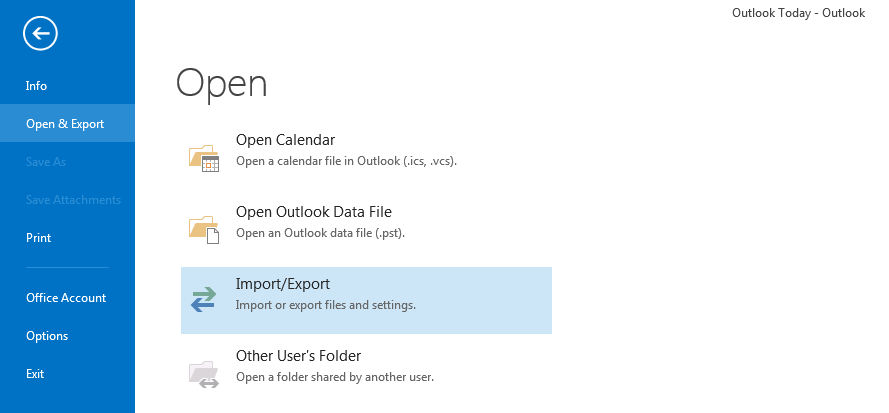 Outlook Today - Outlook
Info
Open & Export
Save As
Save Attachments
Print
Office Account
Options
Exit
Open
Open Calendar
Open a calendar file in Outlook (.ics, .vcs).
Open Outlook Data File
Open an Outlook data file (.pst).
Import/Export
Import or export files and settings.
Other User's Folder
Open a folder shared by another user.